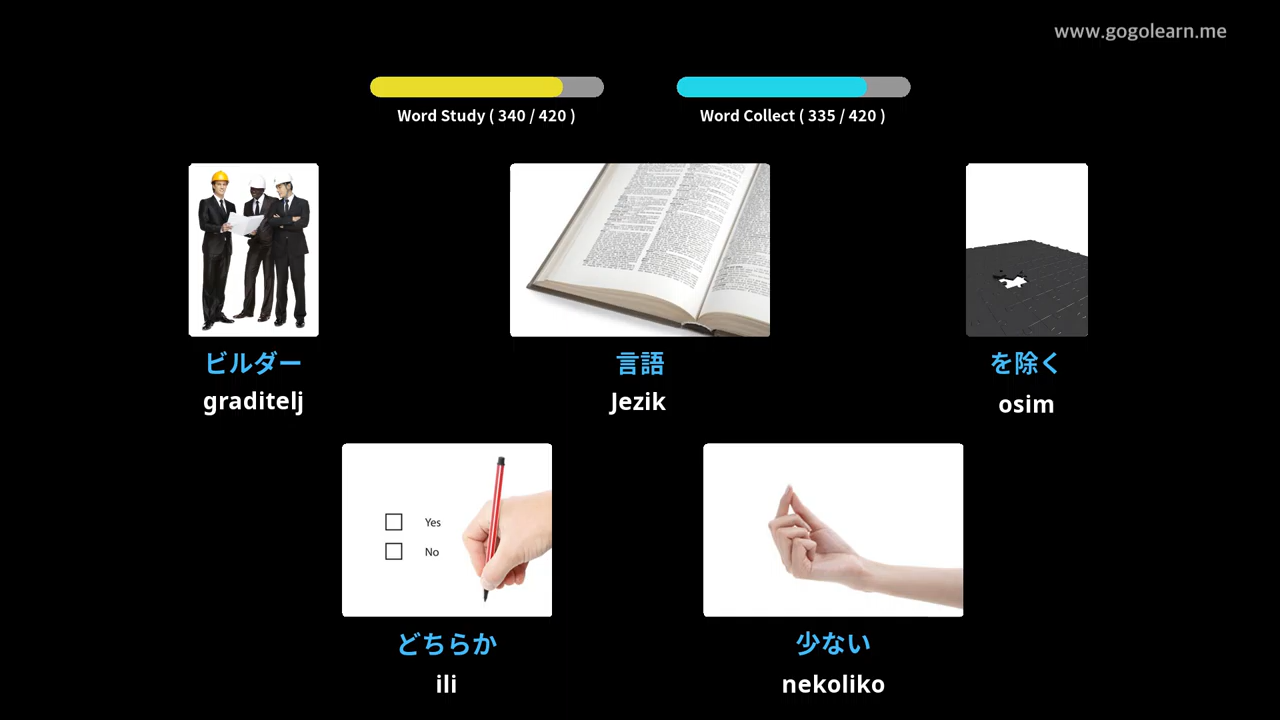 www.gogolearn.me
Word Study ( 340 / 420 )
Word Collect ( 335 / 420 )
ビルダー
graditelj
言語
Jezik
を除く
osim
Yes
No
どちらか
ili
少ない
nekoliko